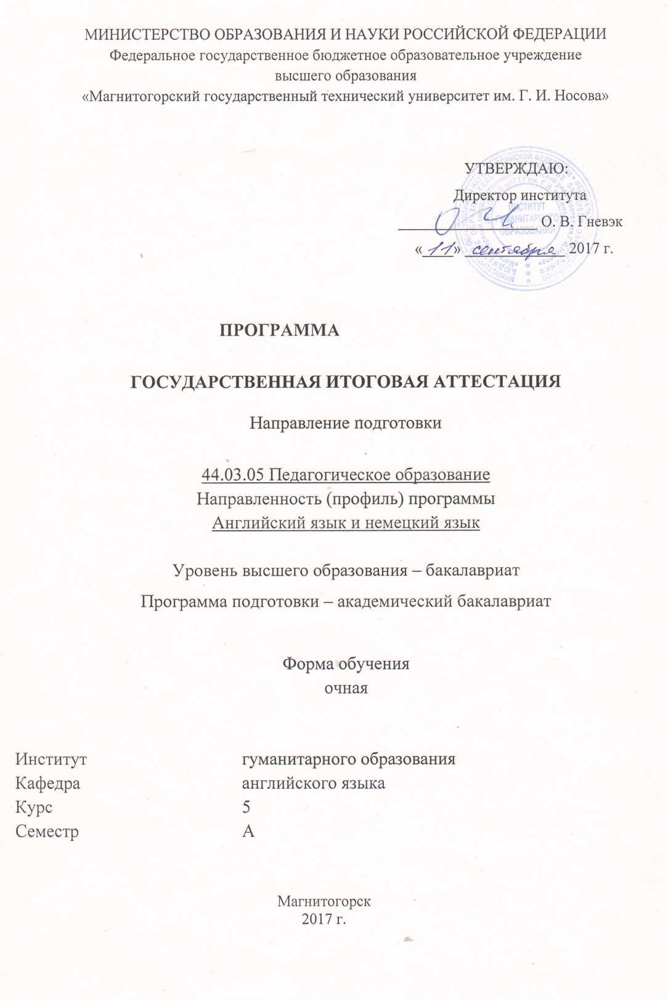 МИНИСТЕРСТВО ОБРАЗОВАНИЯ И НАУКИ РОССИЙСКОЙ ФЕДЕРАЦИИ
Федеральное государственное бюджетное образовательное учреждение
высшего образования
«Магнитогорский государственный технический университет им. Г. И. Носова»
УТВЕРЖДАЮ:
Директор института
О. В. Гневэк
«11» сентября 2017 г.
ИНСТИТУТ
ГУМАНИТАРНОГО
ОБРАЗОВАНИЯ
ПРОГРАММА
ГОСУДАРСТВЕННАЯ ИТОГОВАЯ АТТЕСТАЦИЯ
Направление подготовки
44.03.05 Педагогическое образование
Направленность (профиль) программы
Английский язык и немецкий язык
Уровень высшего образования – бакалавриат
Программа подготовки – академический бакалавриат
Форма обучения
очная
Институт гуманитарного образования
Кафедра английского языка
Курс 5
Семестр А
Магнитогорск
2017 г.